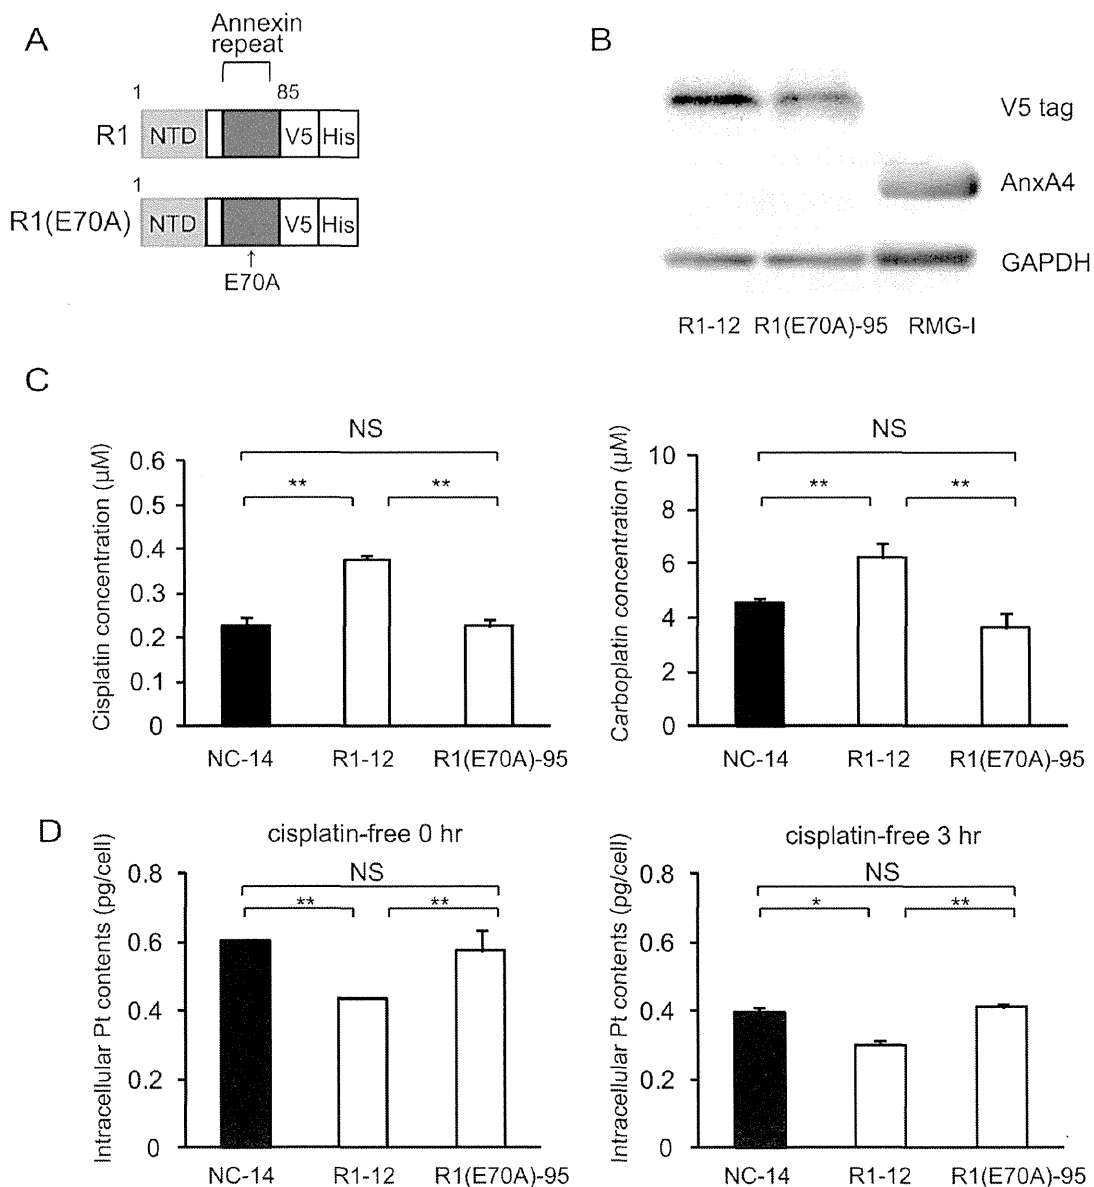 A
Annexin
repeat
1 85
R1 NTD V5 His
1
R1(E70A) NTD V5 His
↑
E70A
B
V5 tag
AnxA4
GAPDH
R1-12 R1(E70A)-95 RMG-I
C
Cisplatin concentration (μM)
NS
** **
0.6
0.5
0.4
0.3
0.2
0.1
0
NC-14 R1-12 R1(E70A)-95
Carboplatin concentration (μM)
NS
** **
10
8
6
4
2
0
NC-14 R1-12 R1(E70A)-95
D
cisplatin-free 0 hr
Intracellular Pt contents (pg/cell)
NS
** **
0.8
0.6
0.4
0.2
0
NC-14 R1-12 R1(E70A)-95
cisplatin-free 3 hr
Intracellular Pt contents (pg/cell)
NS
* **
0.8
0.6
0.4
0.2
0
NC-14 R1-12 R1(E70A)-95